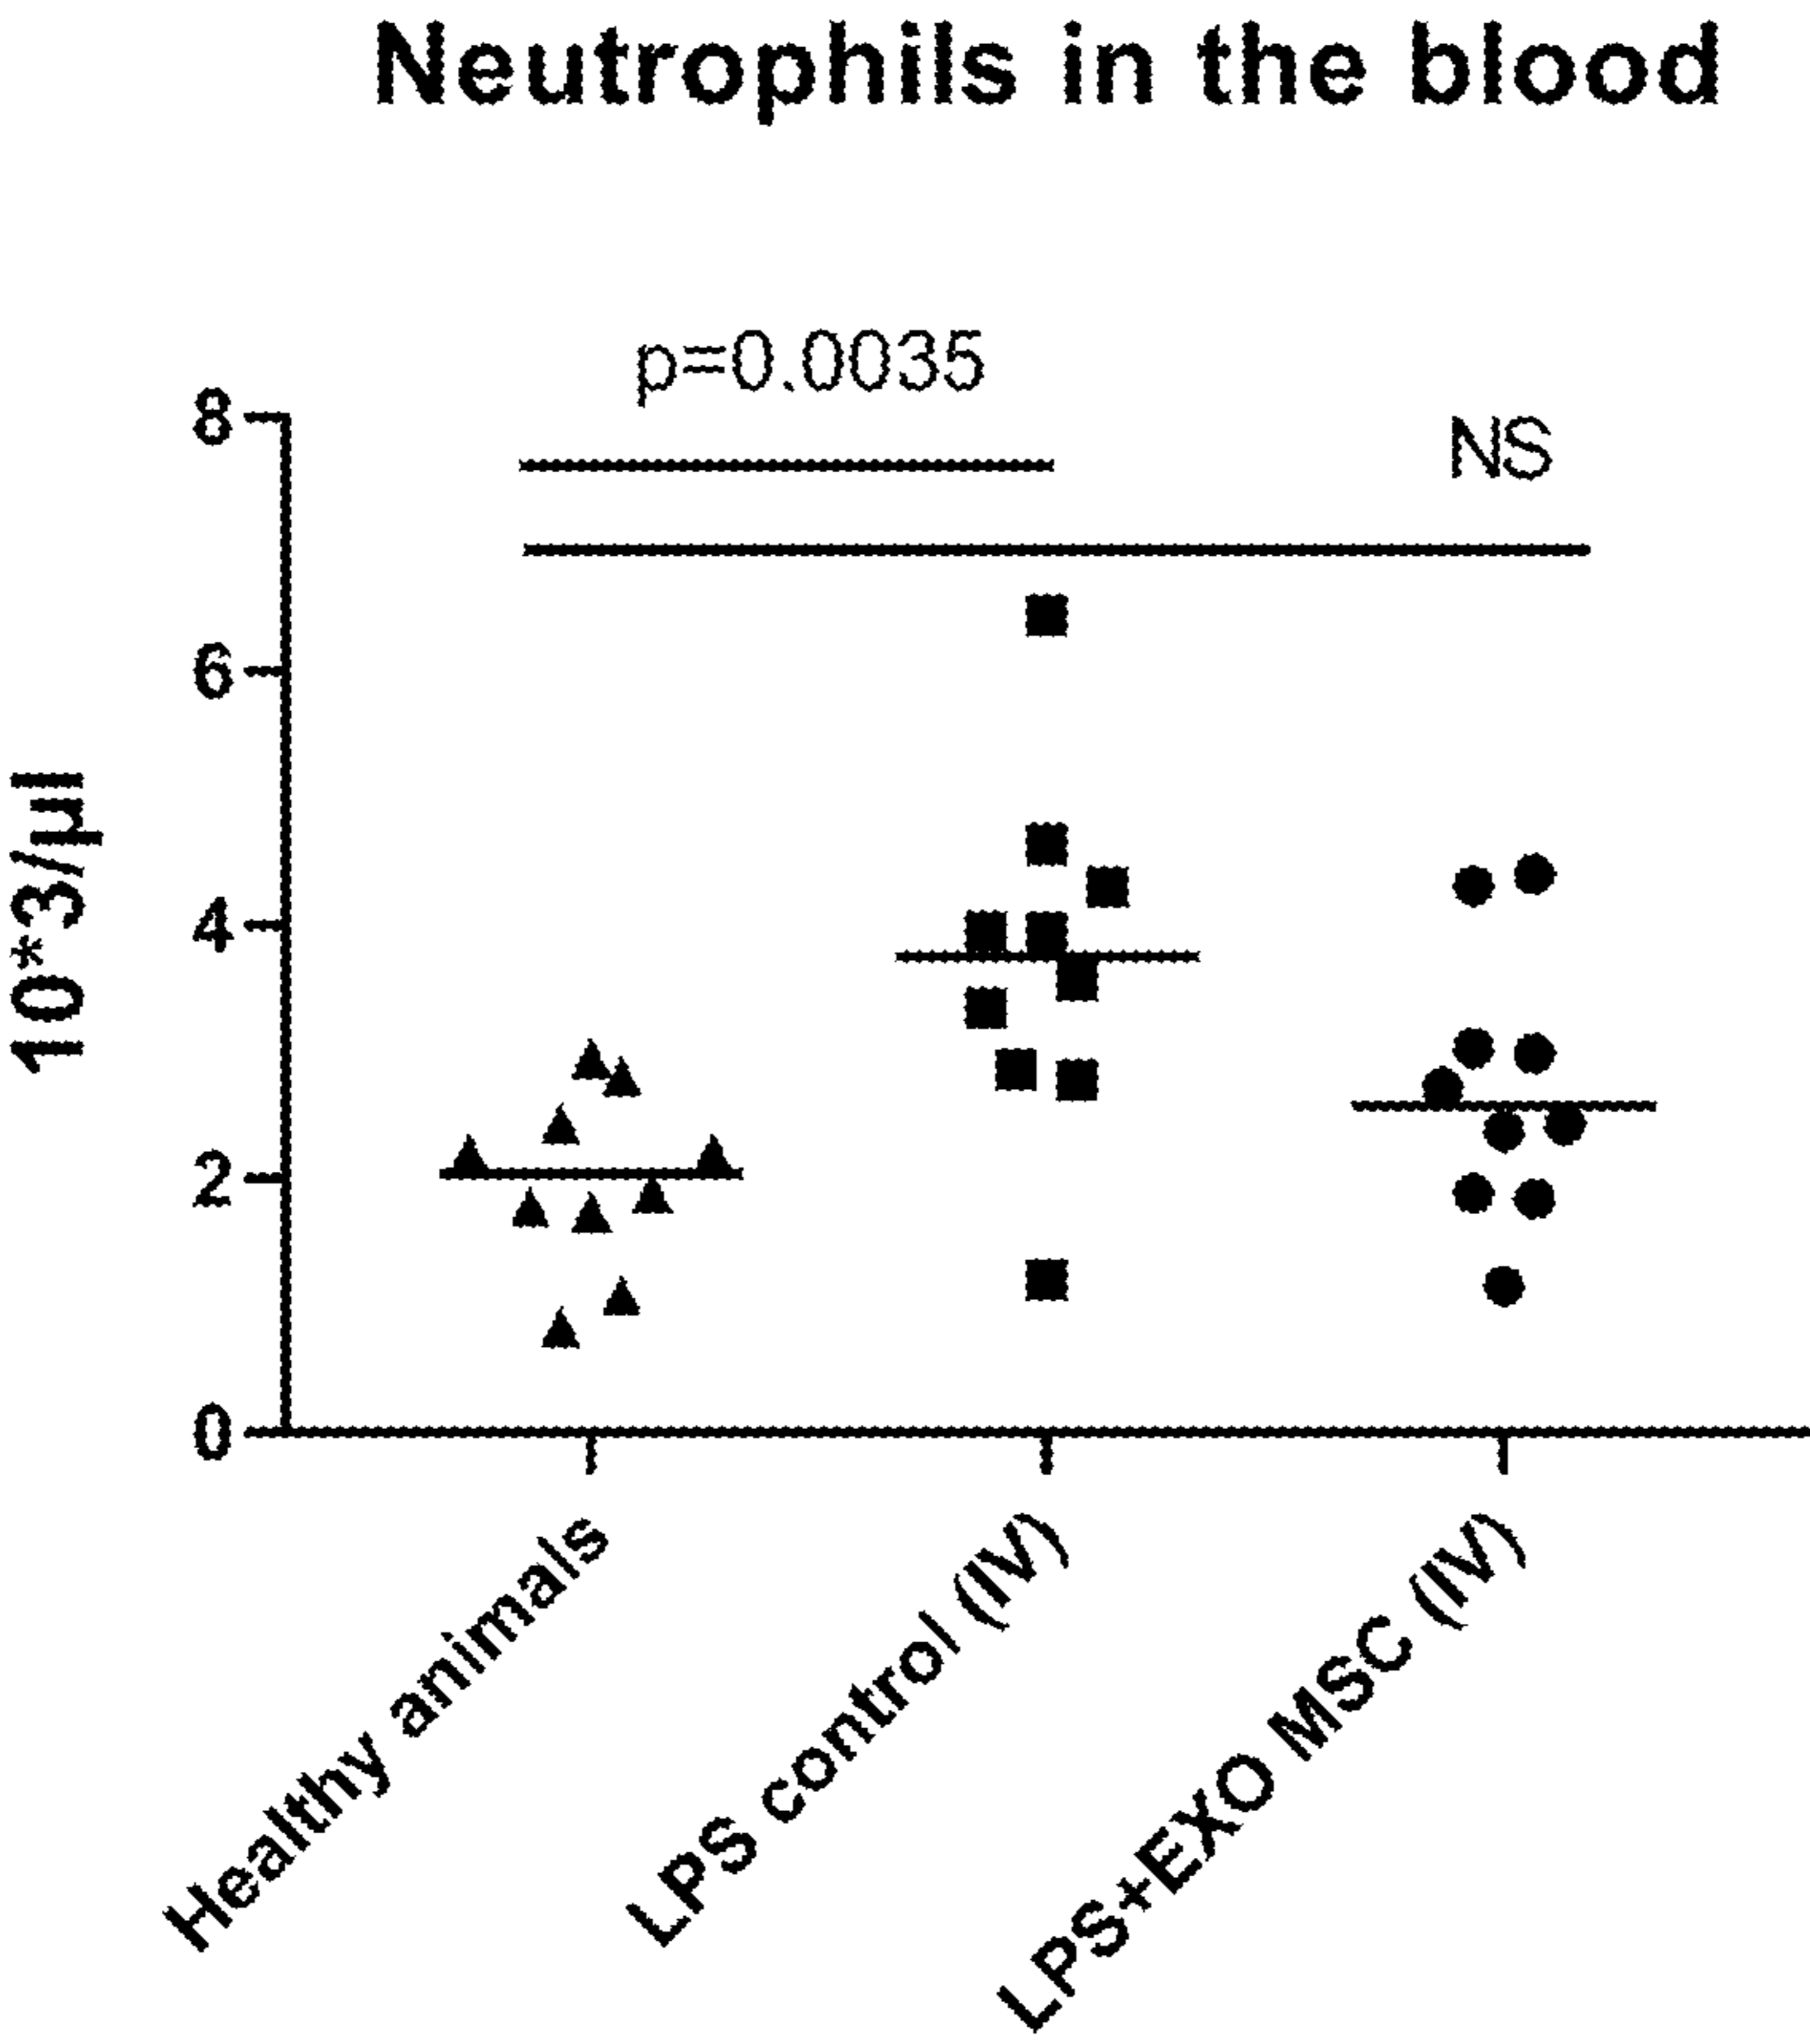 Neutrophils in the blood
p=0.0035
NS
8
6
4
2
0
10*3/µl
Healthy animals
LPS control (IV)
LPS+EXO MSC (IV)